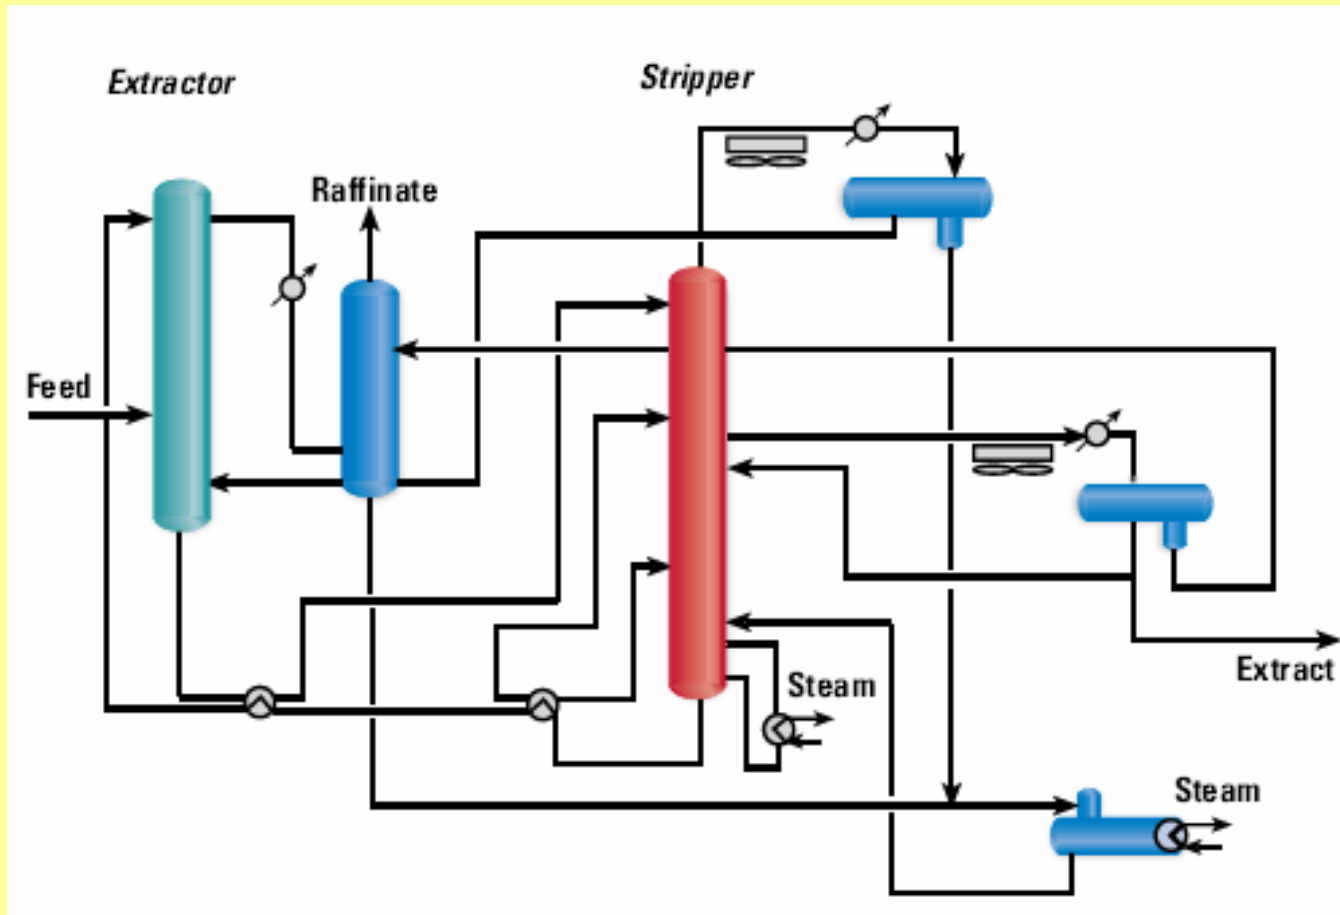 Extractor
Stripper
Raffinate
Feed
Extract
Steam
Steam